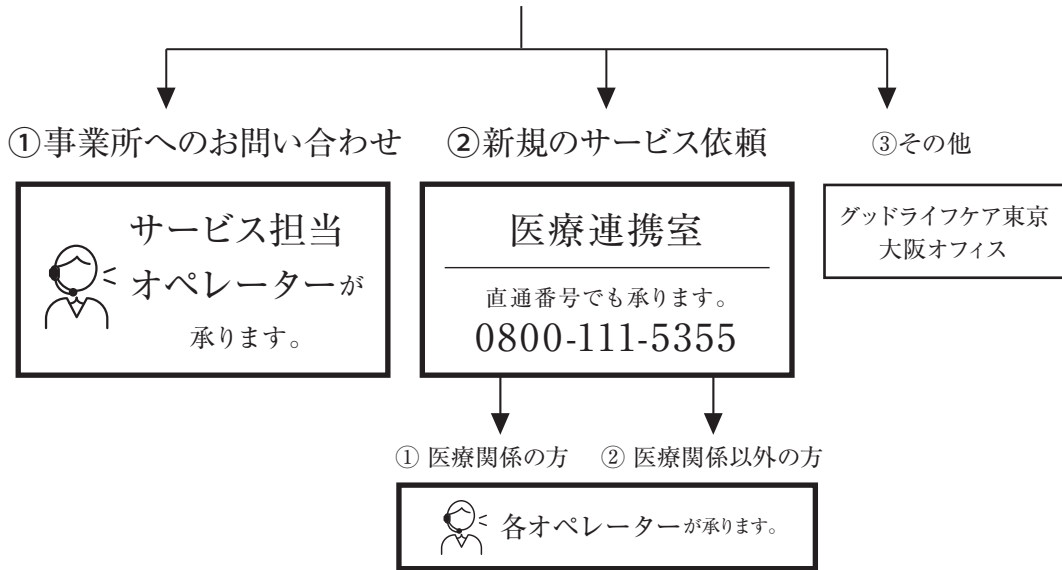 ①事業所へのお問い合わせ
サービス担当
オペレーターが
承ります。
②新規のサービス依頼
医療連携室
直通番号でも承ります。
0800-111-5355
① 医療関係の方
② 医療関係以外の方
各オペレーターが承ります。
③その他
グッドライフケア東京
大阪オフィス